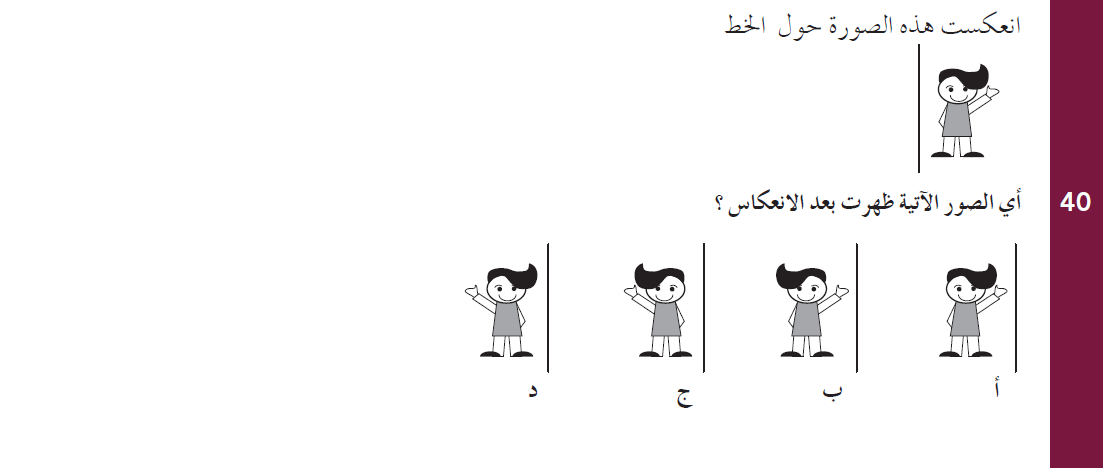 انعكست هذه الصورة حول الخط
40
أي الصور الآتية ظهرت بعد الانعكاس ؟
أ
ب
ج
د